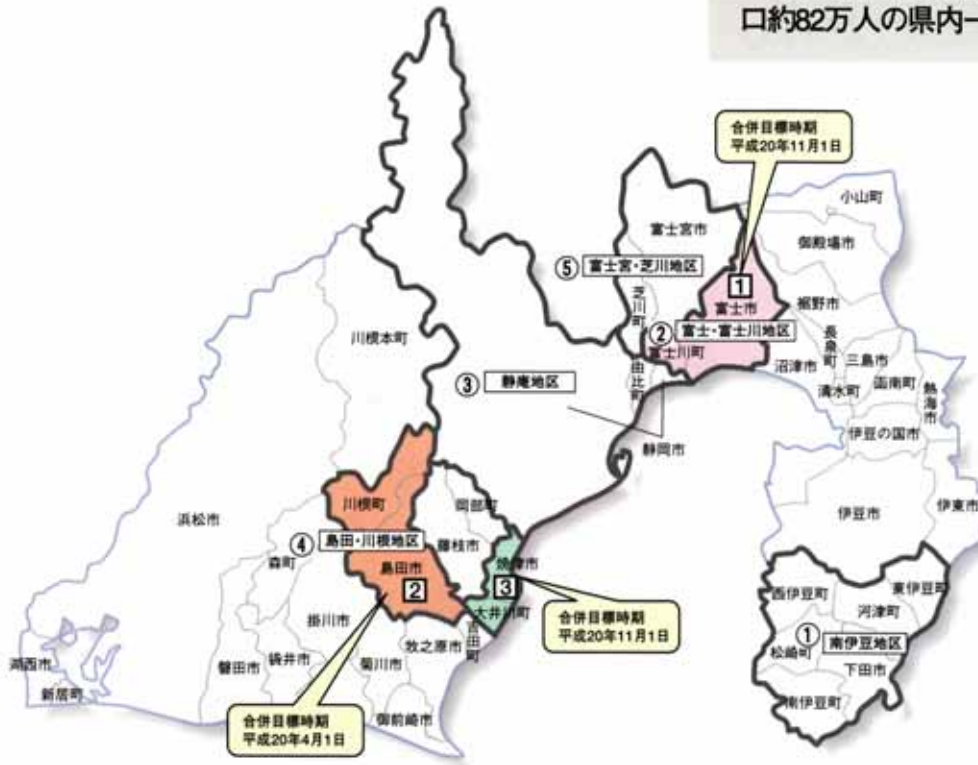 口約82万人の県内一
合併目標時期
平成20年11月1日
小山町
富士宮市
御殿場市
⑤ 富士宮・芝川地区
1
芝川町
富士市
裾野市
川根本町
② 富士・富士川地区
長泉町
富士川町
沼津市
三島市
函南町
由比町
清水町
熱海市
③ 静庵地区
伊豆の国市
静岡市
川根町
岡部町
伊豆市
伊東市
浜松市
④ 島田・川根地区
藤枝市
焼津市
森町
島田市
2
3
西伊豆町
東伊豆町
大井川町
河津町
掛川市
吉田町
合併目標時期
平成20年11月1日
① 南伊豆地区
牧之原市
松崎町
湖西市
袋井市
菊川市
下田市
磐田市
新居町
南伊豆町
御前崎市
合併目標時期
平成20年4月1日